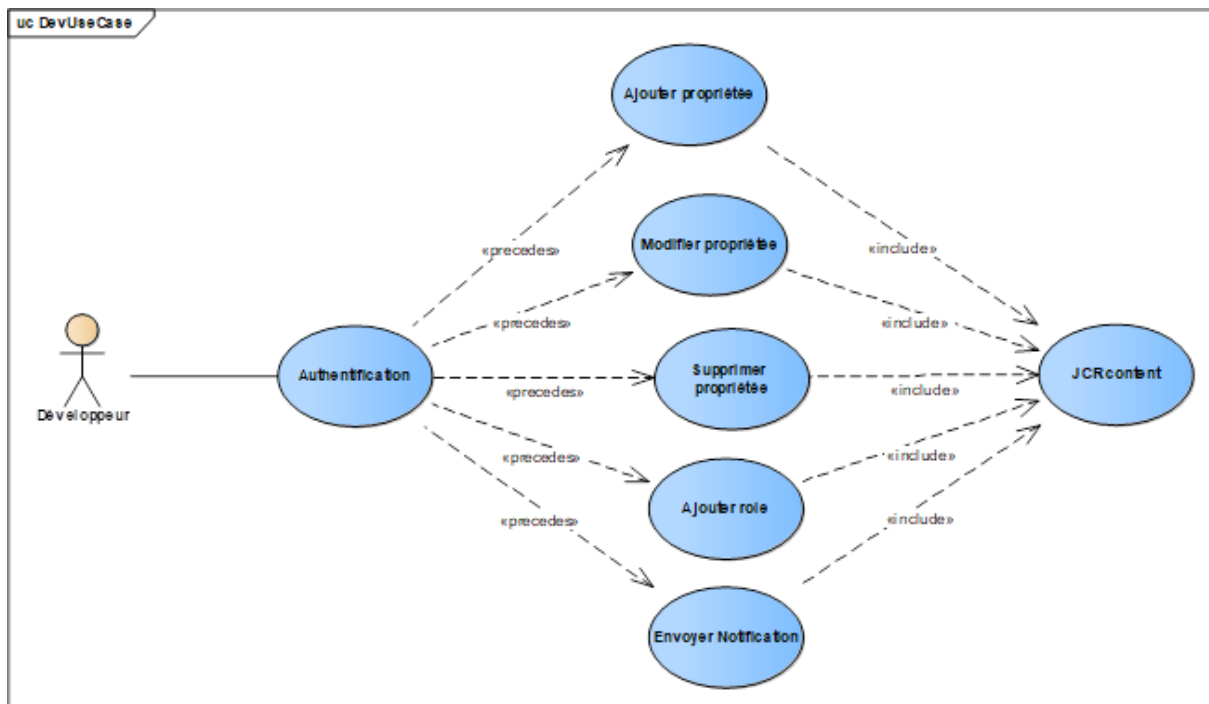 uc DevUseCase
Ajouter propriétée
«precedes»
«include»
Modifier propriétée
«precedes»
«include»
Développeur
Authentification
«precedes»
Supprimer
propriétée
«include»
JCRcontent
«precedes»
Ajouter role
«include»
«precedes»
Envoyer Notification
«include»